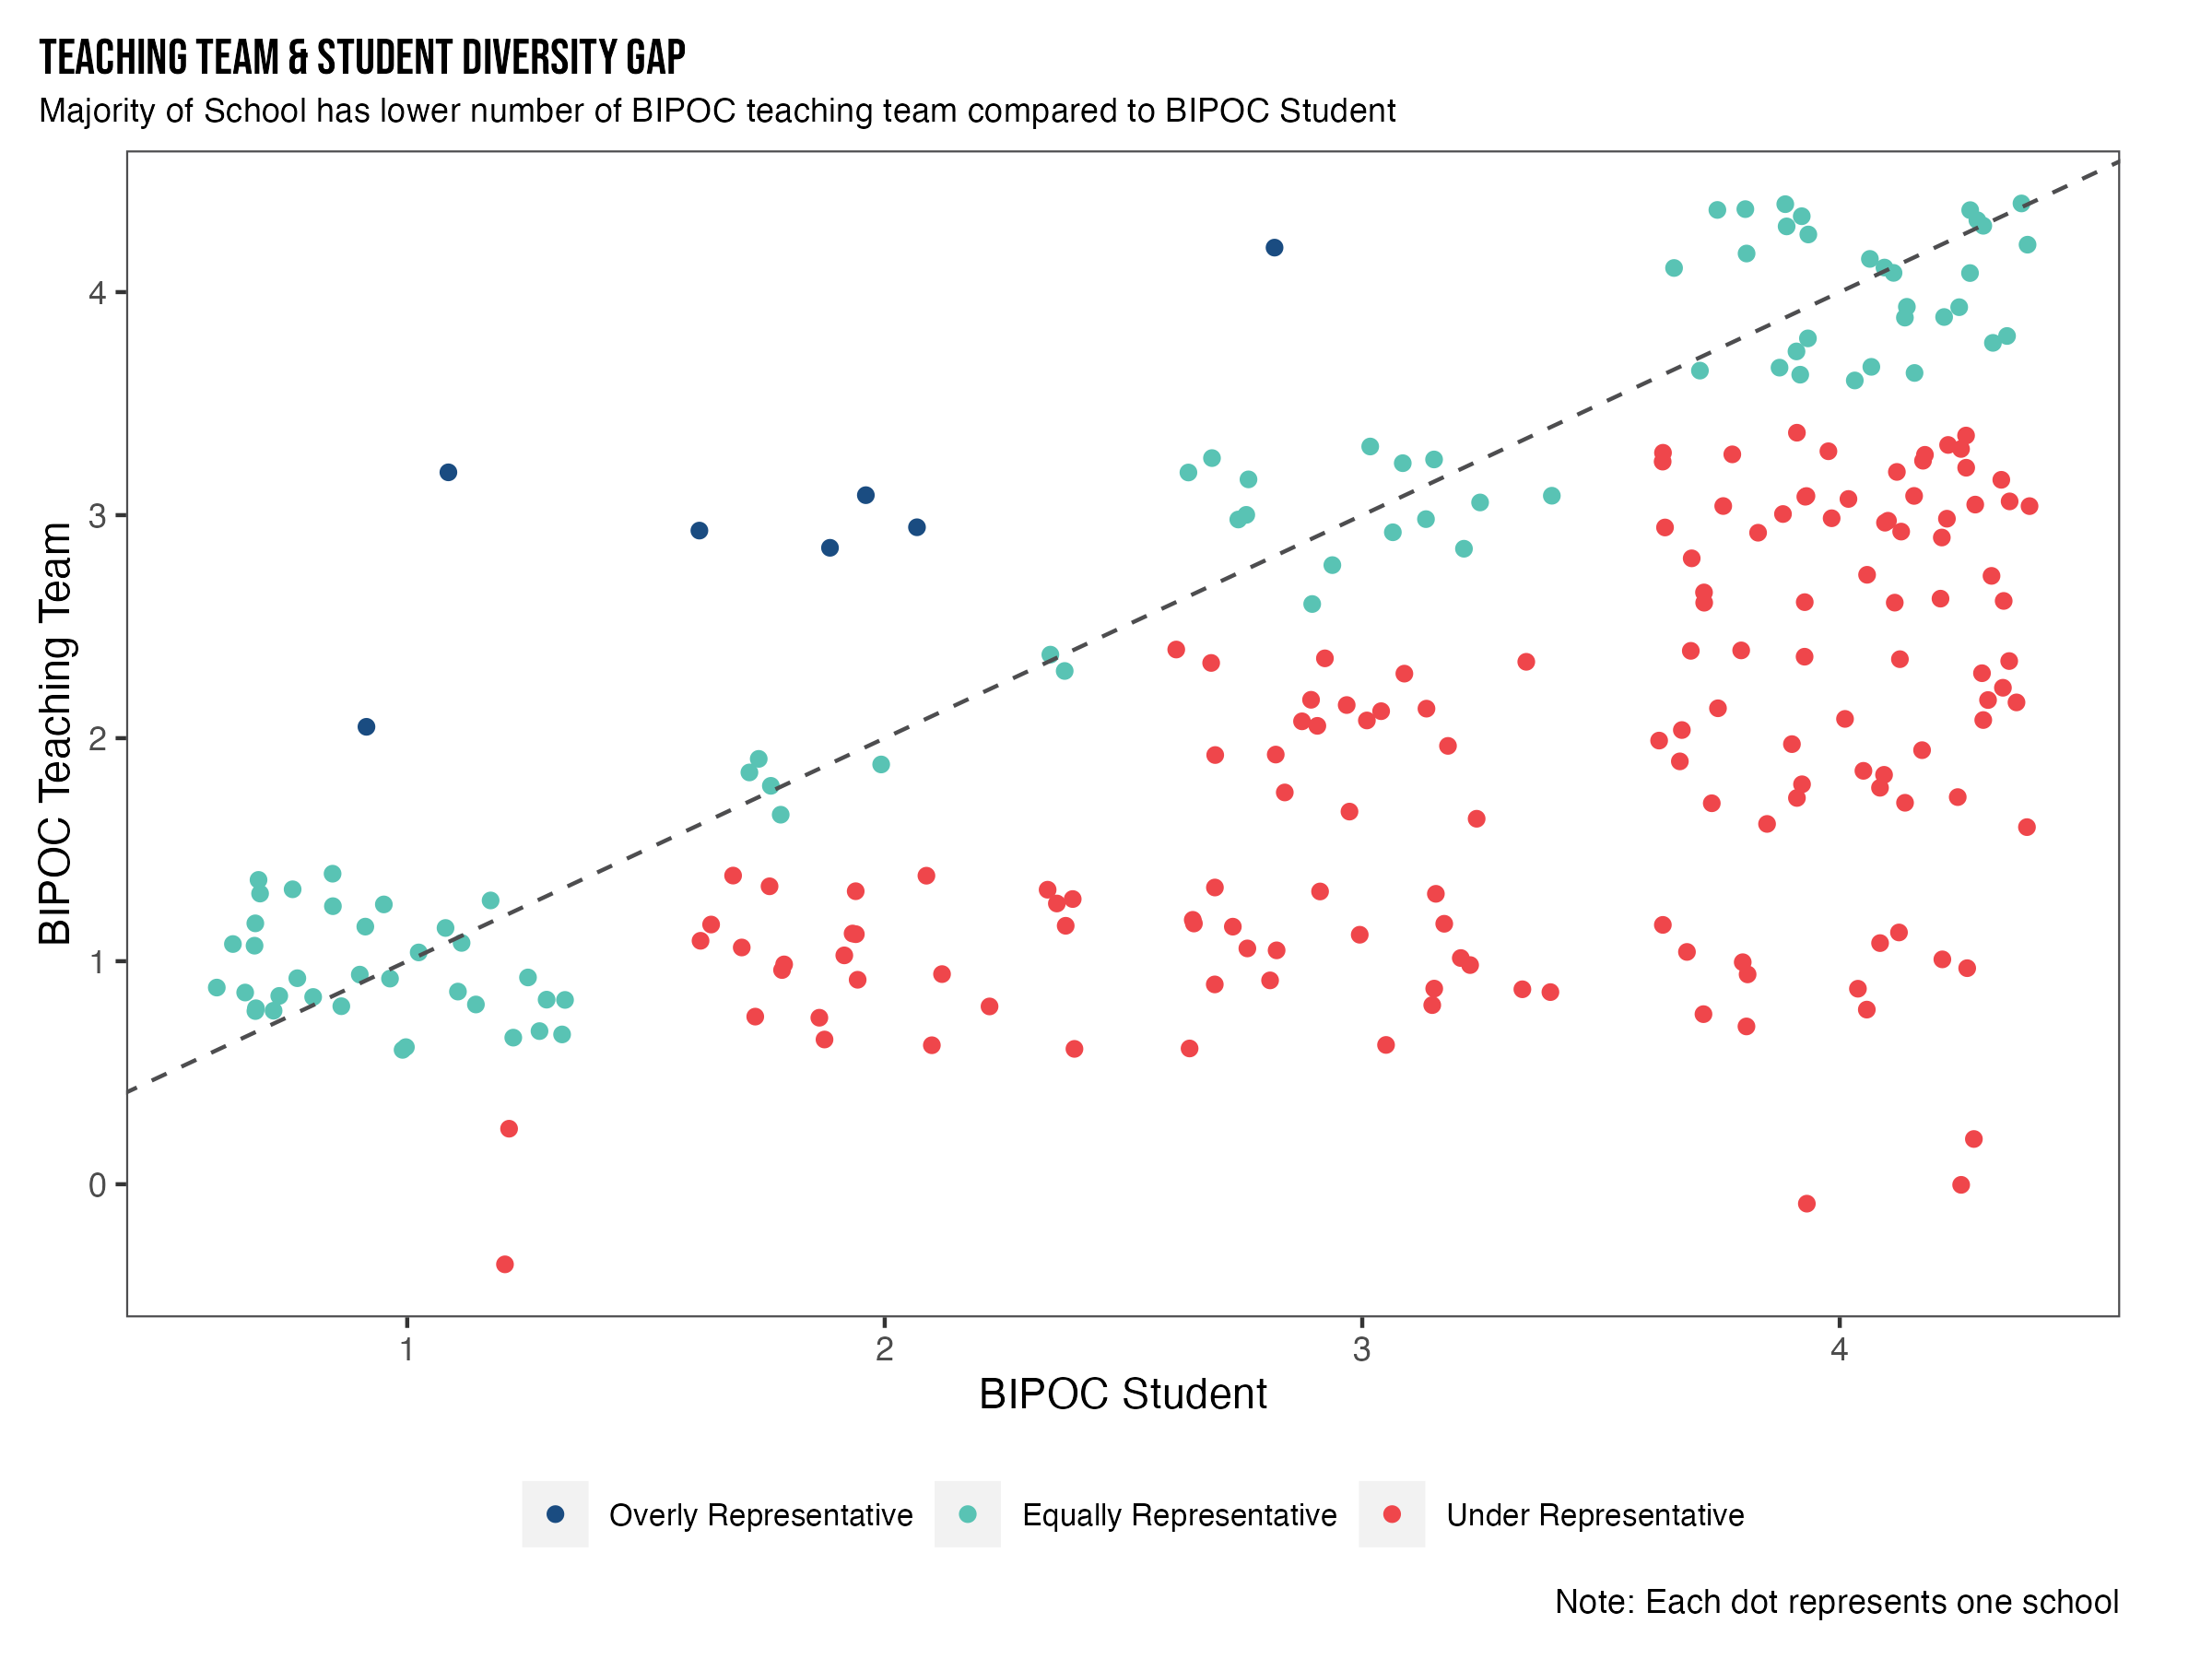 TEACHING TEAM & STUDENT DIVERSITY GAP
Majority of School has lower number of BIPOC teaching team compared to BIPOC Student
BIPOC Teaching Team
4
3
2
1
0
1 2 3 4
BIPOC Student
Overly Representative Equally Representative Under Representative
Note: Each dot represents one school